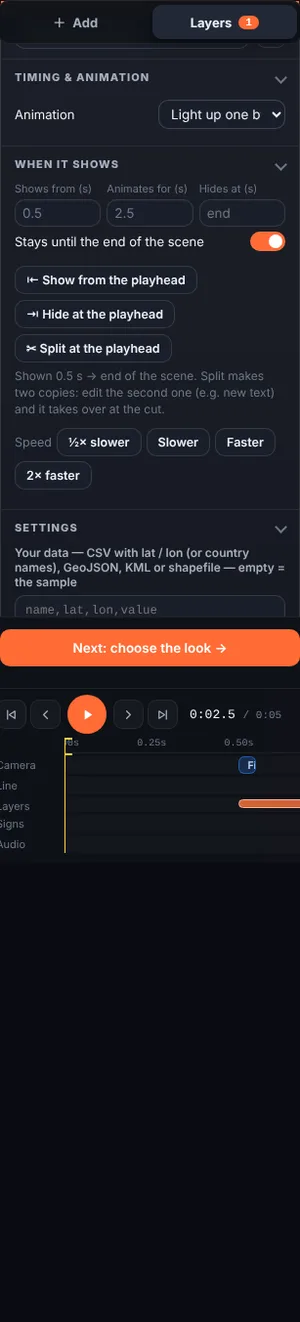 + Add
Layers 1
TIMING & ANIMATION
Animation
Light up one b
WHEN IT SHOWS
Shows from (s) Animates for (s) Hides at (s)
0.5 2.5 end
Stays until the end of the scene
⇤ Show from the playhead
⇥ Hide at the playhead
✂ Split at the playhead
Shown 0.5 s → end of the scene. Split makes
two copies: edit the second one (e.g. new text)
and it takes over at the cut.
Speed ½× slower Slower Faster
2× faster
SETTINGS
Your data — CSV with lat / lon (or country
names), GeoJSON, KML or shapefile — empty =
the sample
name,lat,lon,value
Next: choose the look →
0:02.5 / 0:05
0s 0.25s 0.50s
Camera Fi
Line
Layers
Signs
Audio